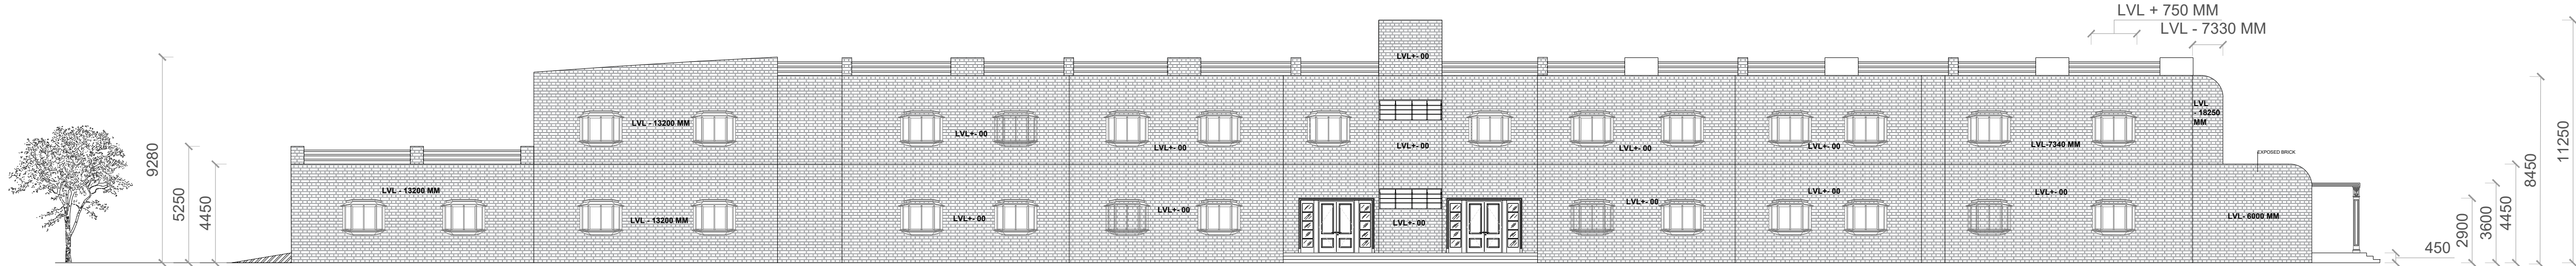 LVL + 750 MM
LVL - 7330 MM
LVL+- 00
9280
5250
4450
LVL - 13200 MM
LVL+- 00
LVL+- 00
LVL+- 00
LVL+- 00
LVL+- 00
LVL-7340 MM
LVL
- 18250
MM
EXPOSED BRICK
11250
8450
LVL - 13200 MM
LVL - 13200 MM
LVL+- 00
LVL+- 00
LVL+- 00
LVL+- 00
LVL+- 00
LVL+- 00
LVL- 6000 MM
450
2900
3600
4450